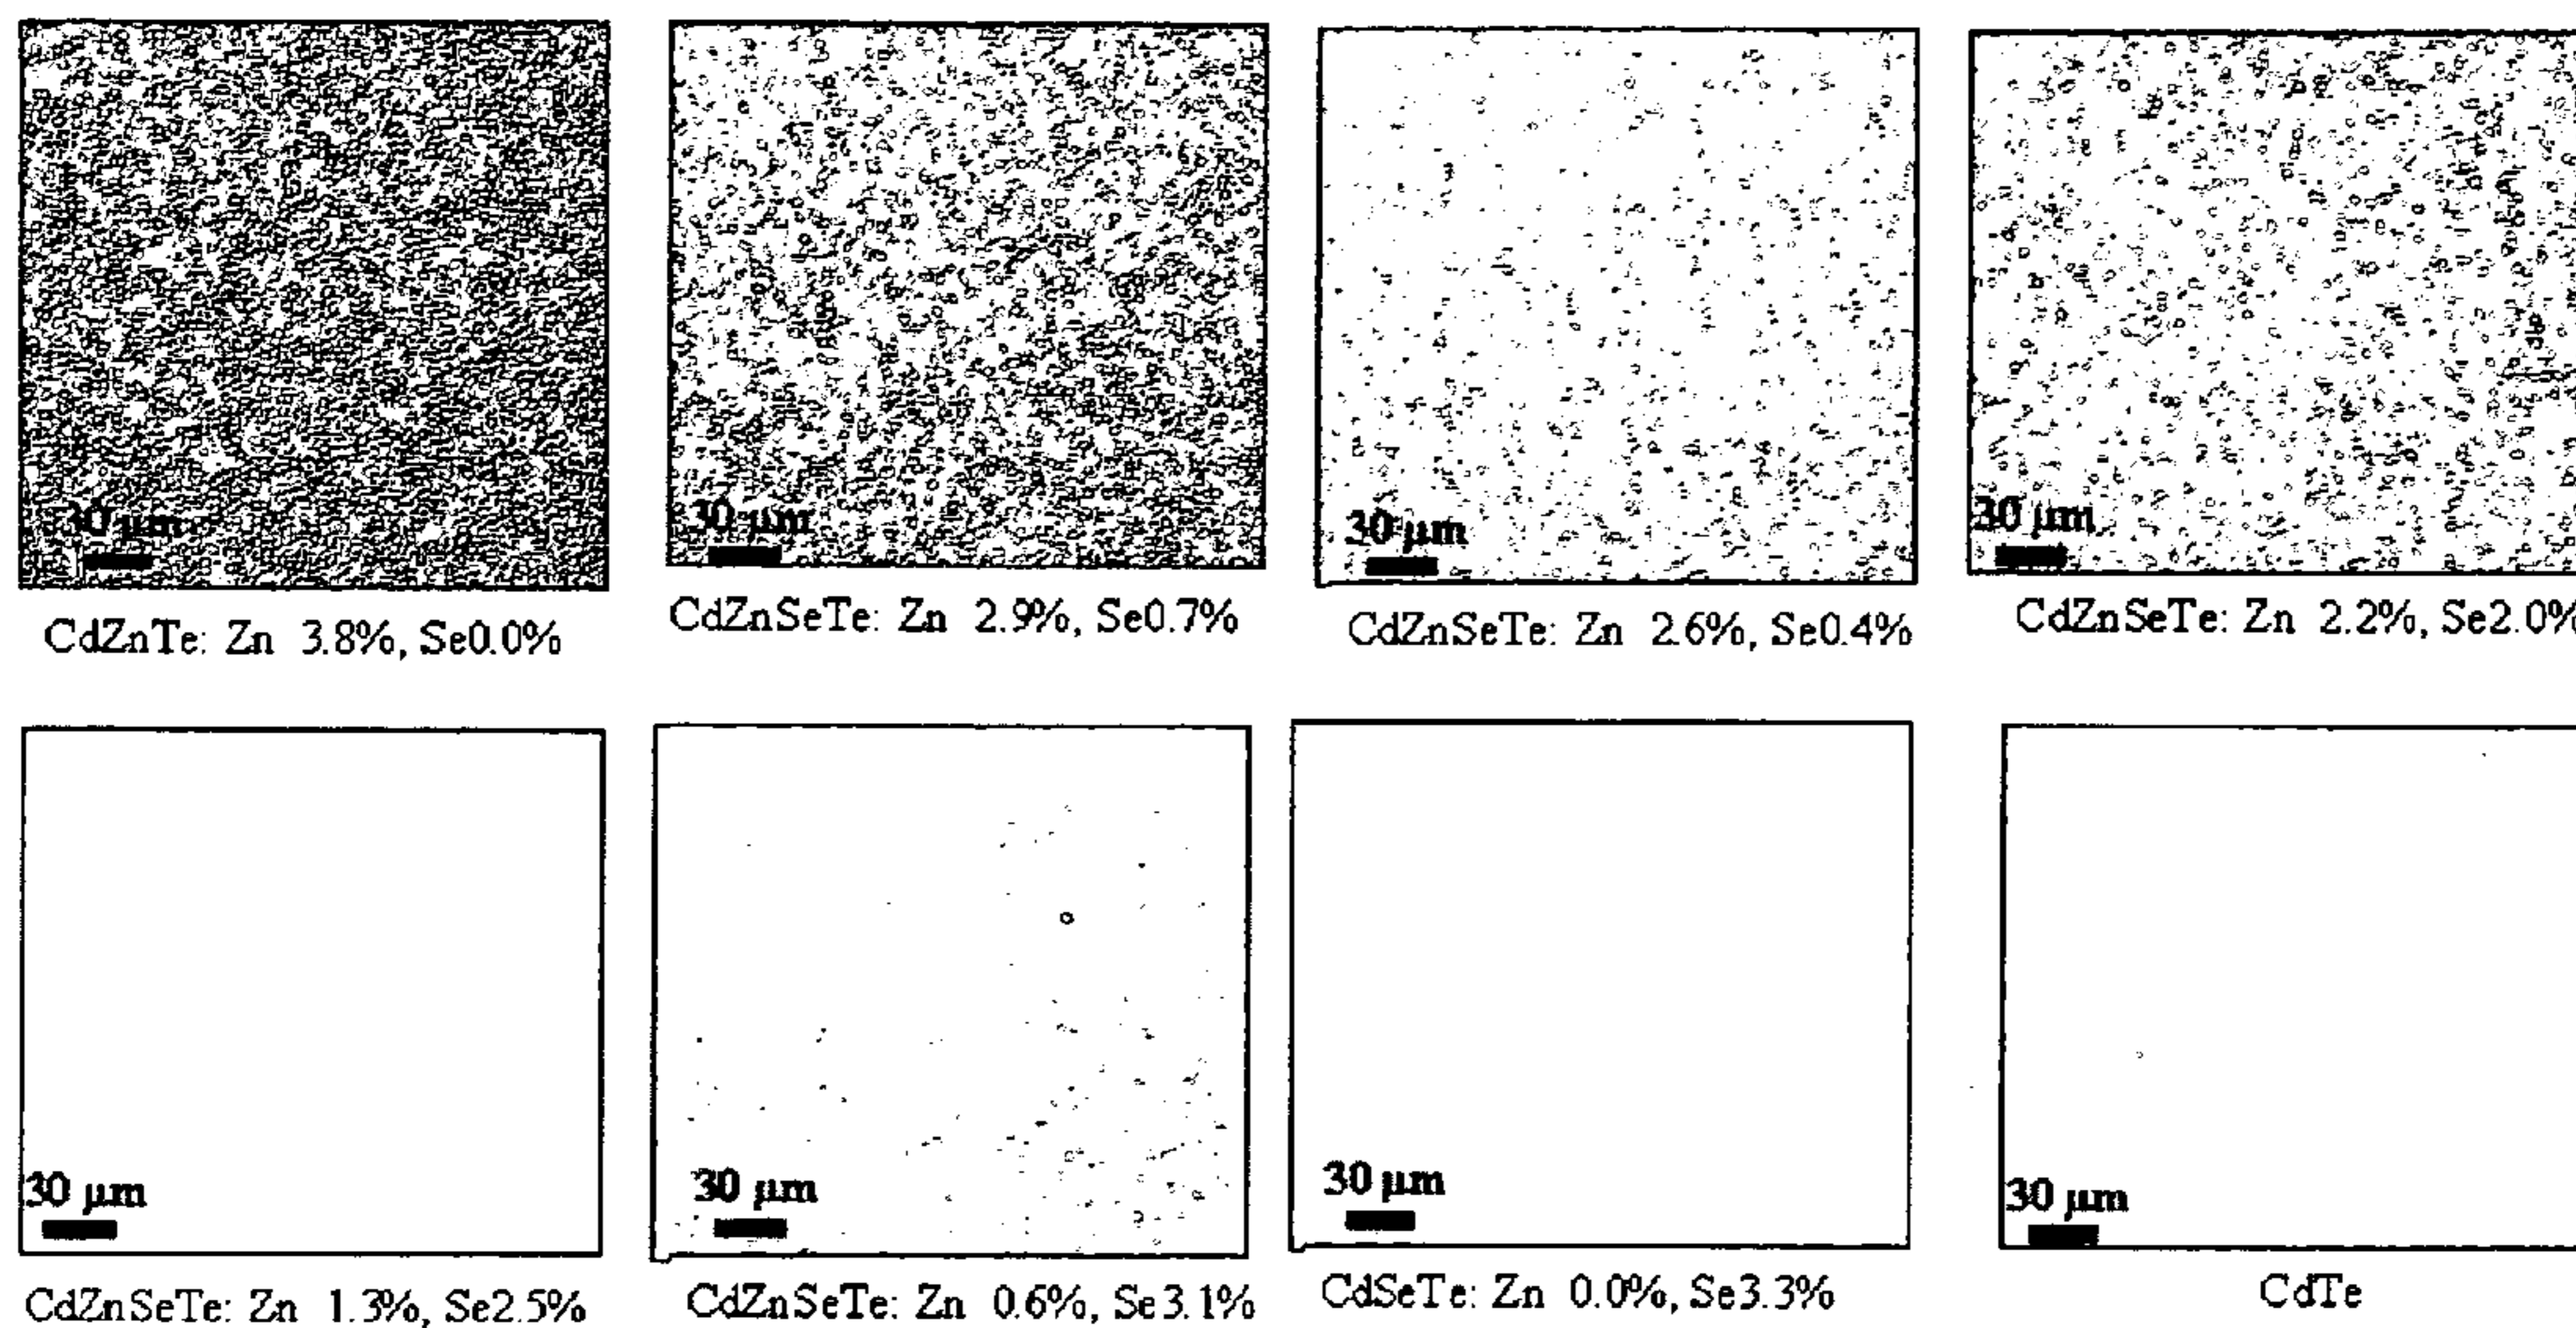 30 μm
30 μm
30 μm
30 μm
CdZnTe: Zn 3.8%, Se0.0%
CdZnSeTe: Zn 2.9%, Se0.7%
CdZnSeTe: Zn 2.6%, Se0.4%
CdZnSeTe: Zn 2.2%, Se2.0%
30 μm
30 μm
30 μm
30 μm
CdZnSeTe: Zn 1.3%, Se2.5%
CdZnSeTe: Zn 0.6%, Se3.1%
CdSeTe: Zn 0.0%, Se3.3%
CdTe